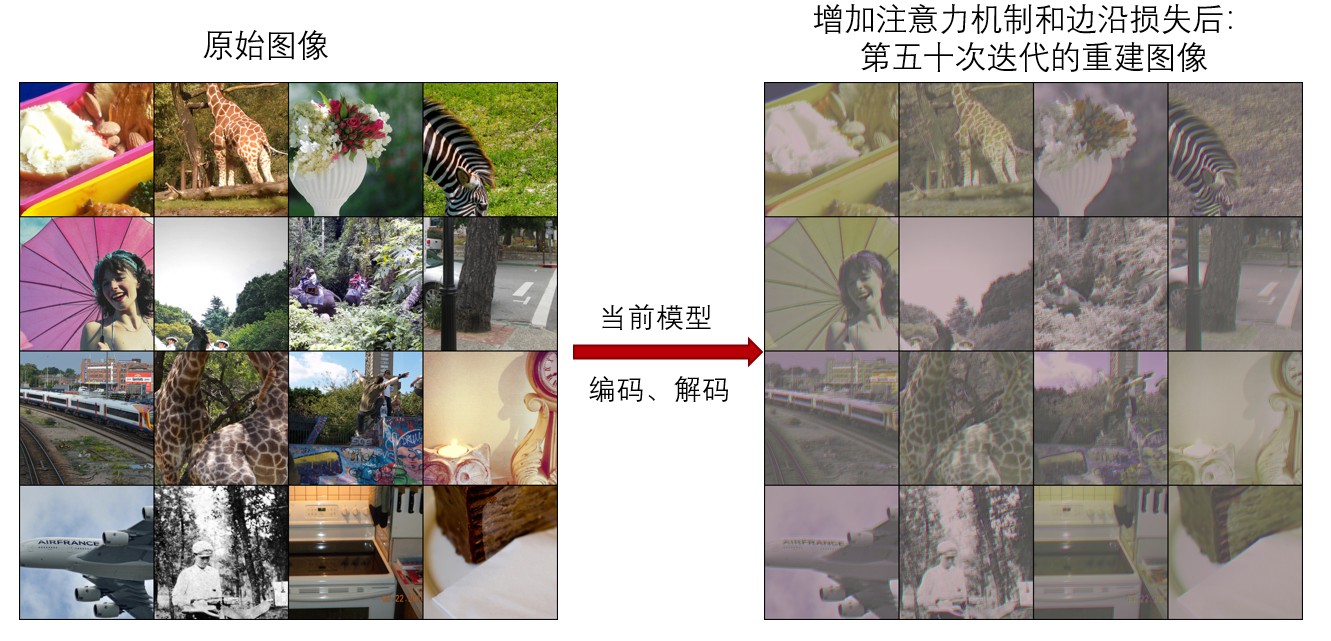 原始图像
增加注意力机制和边沿损失后:
第五十次迭代的重建图像
当前模型
编码、解码
AIRFRANCE
AIRFRANCE